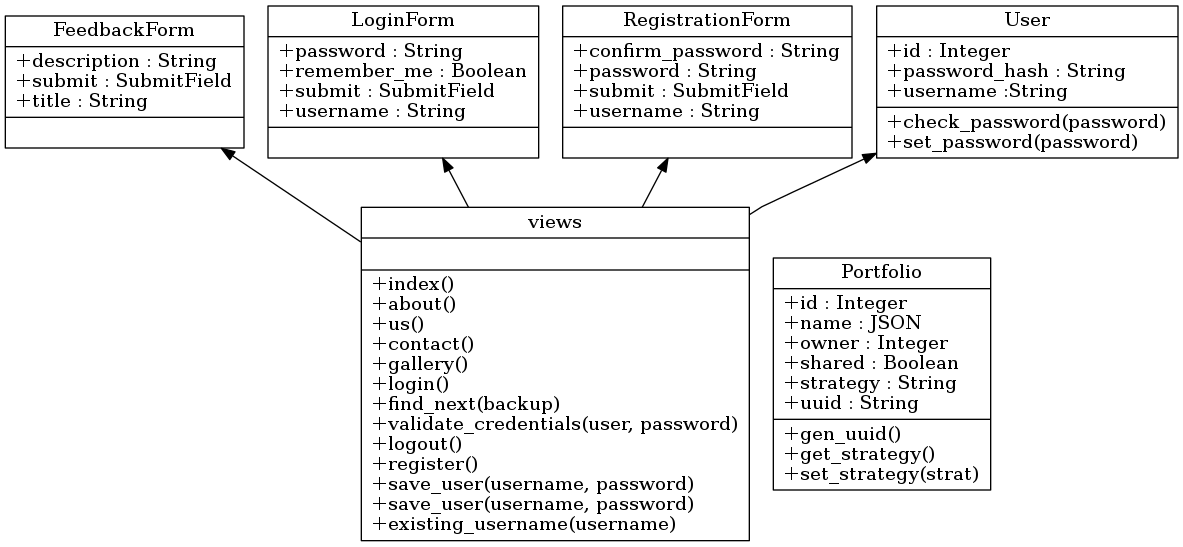 FeedbackForm
+description : String
+submit : SubmitField
+title : String
LoginForm
+password : String
+remember_me : Boolean
+submit : SubmitField
+username : String
RegistrationForm
+confirm_password : String
+password : String
+submit : SubmitField
+username : String
User
+id : Integer
+password_hash : String
+username :String
+check_password(password)
+set_password(password)
views
+index()
+about()
+us()
+contact()
+gallery()
+login()
+find_next(backup)
+validate_credentials(user, password)
+logout()
+register()
+save_user(username, password)
+save_user(username, password)
+existing_username(username)
Portfolio
+id : Integer
+name : JSON
+owner : Integer
+shared : Boolean
+strategy : String
+uuid : String
+gen_uuid()
+get_strategy()
+set_strategy(strat)